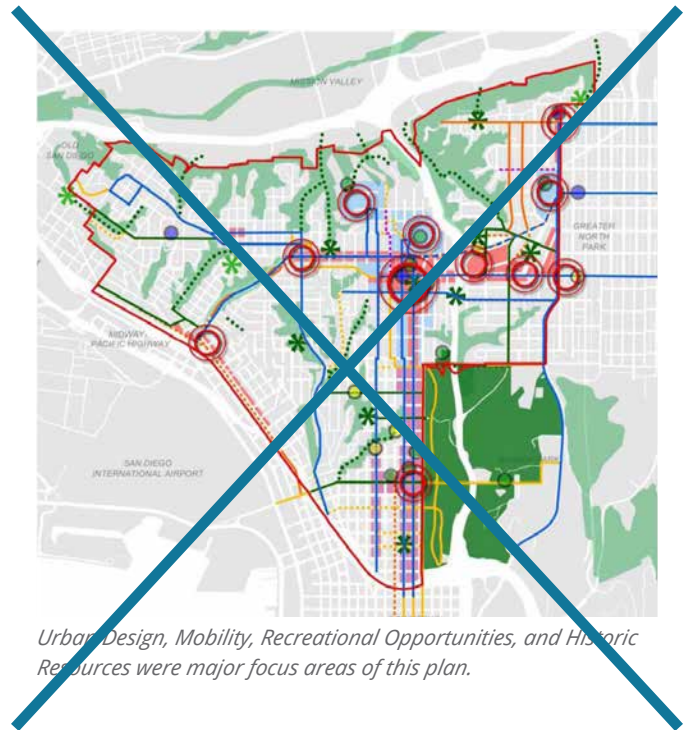 MISSION VALLEY
OLD
SAN DIEGO
GREATER
NORTH
PARK
MIDWAY-
PACIFIC HIGHWAY
SAN DIEGO
INTERNATIONAL AIRPORT
PARK
Urban Design, Mobility, Recreational Opportunities, and Historic
Resources were major focus areas of this plan.